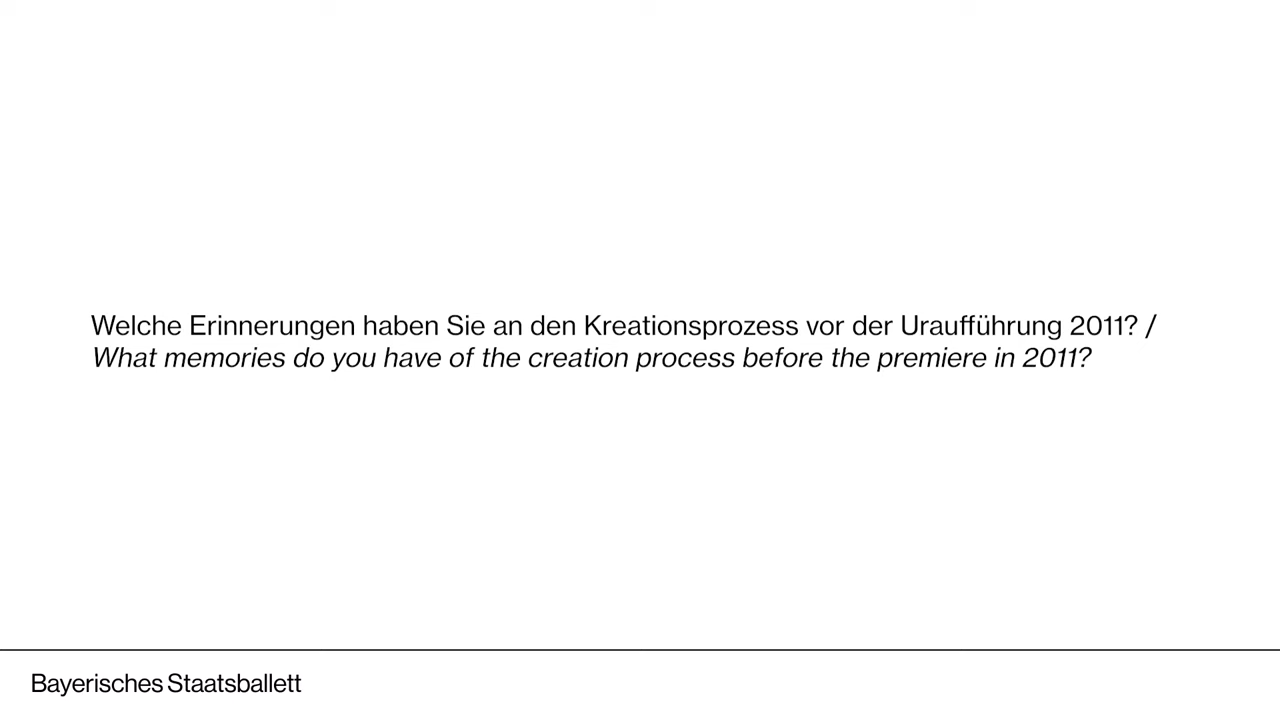 Welche Erinnerungen haben Sie an den Kreationsprozess vor der Uraufführung 2011? /
What memories do you have of the creation process before the premiere in 2011?
Bayerisches Staatsballett